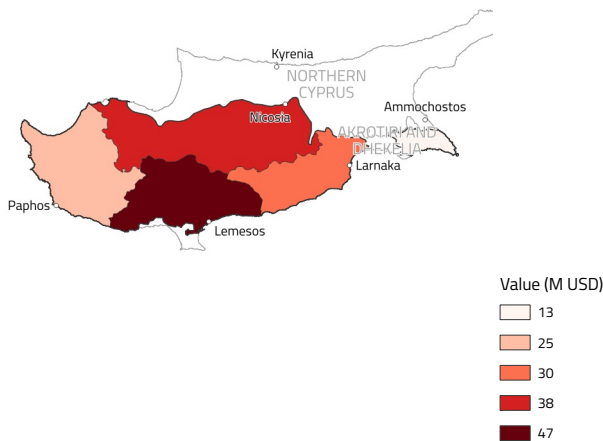 Kyrenia
NORTHERN
CYPRUS
Ammochostos
Nicosia
AKROTIRI AND
DHEKELIA
Larnaka
Paphos
Lemesos
Value (M USD)
13
25
30
38
47